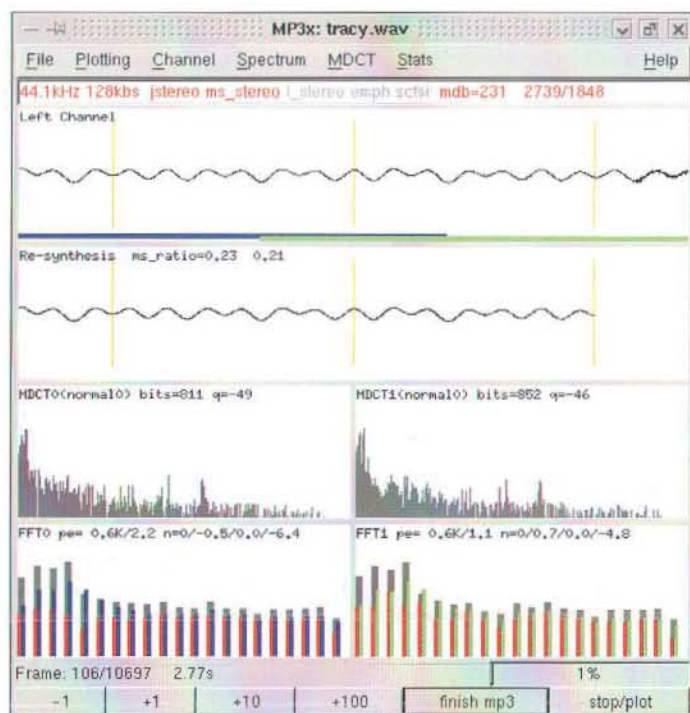 MP3x: tracy.wav
File Plotting Channel Spectrum MDCT Stats Help
44.1kHz 128kbs jstereo ms_stereo i_stereo emph scfsi mdb=231 2739/1848
Left Channel
Re-synthesis ms_ratio=0.23 0.21
MDCT0(normal0) bits=811 q=-49
MDCT1(normal0) bits=852 q=-46
FFT0 pe= 0.6K/2.2 n=0/-0.5/0.0/-6.4
FFT1 pe= 0.6K/1.1 n=0/0.7/0.0/-4.8
Frame: 106/10697 2.77s
1%
-1 +1 +10 +100 finish mp3 stop/plot